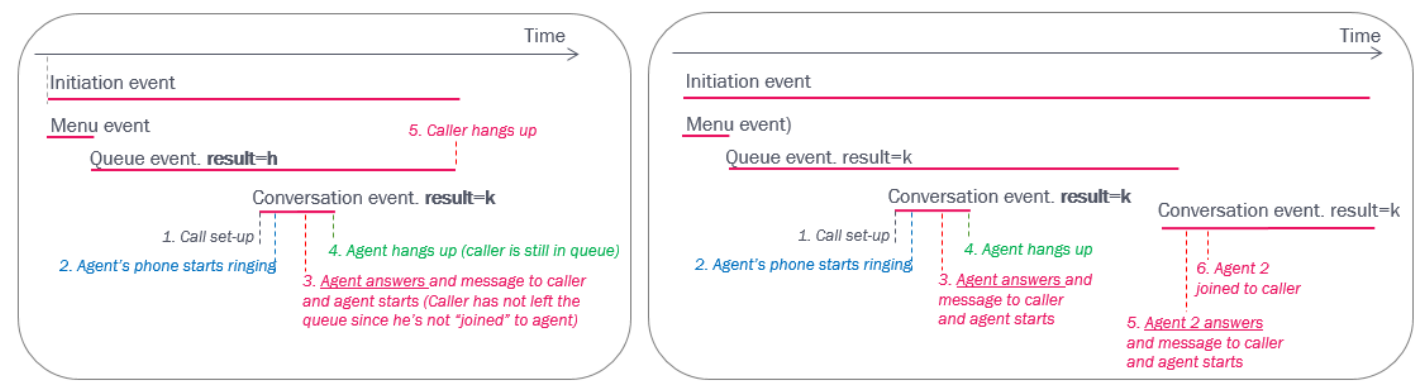 Time
Initiation event
Menu event
5. Caller hangs up
Queue event. result=h
Conversation event. result=k
1. Call set-up
4. Agent hangs up (caller is still in queue)
2. Agent's phone starts ringing
3. Agent answers and message to caller
and agent starts (Caller has not left the
queue since he's not “joined” to agent)
Time
Initiation event
Menu event)
Queue event. result=k
Conversation event. result=k
Conversation event. result=k
1. Call set-up
4. Agent hangs up
2. Agent's phone starts ringing
3. Agent answers and
message to caller
and agent starts
6. Agent 2
joined to caller
5. Agent 2 answers
and message to caller
and agent starts